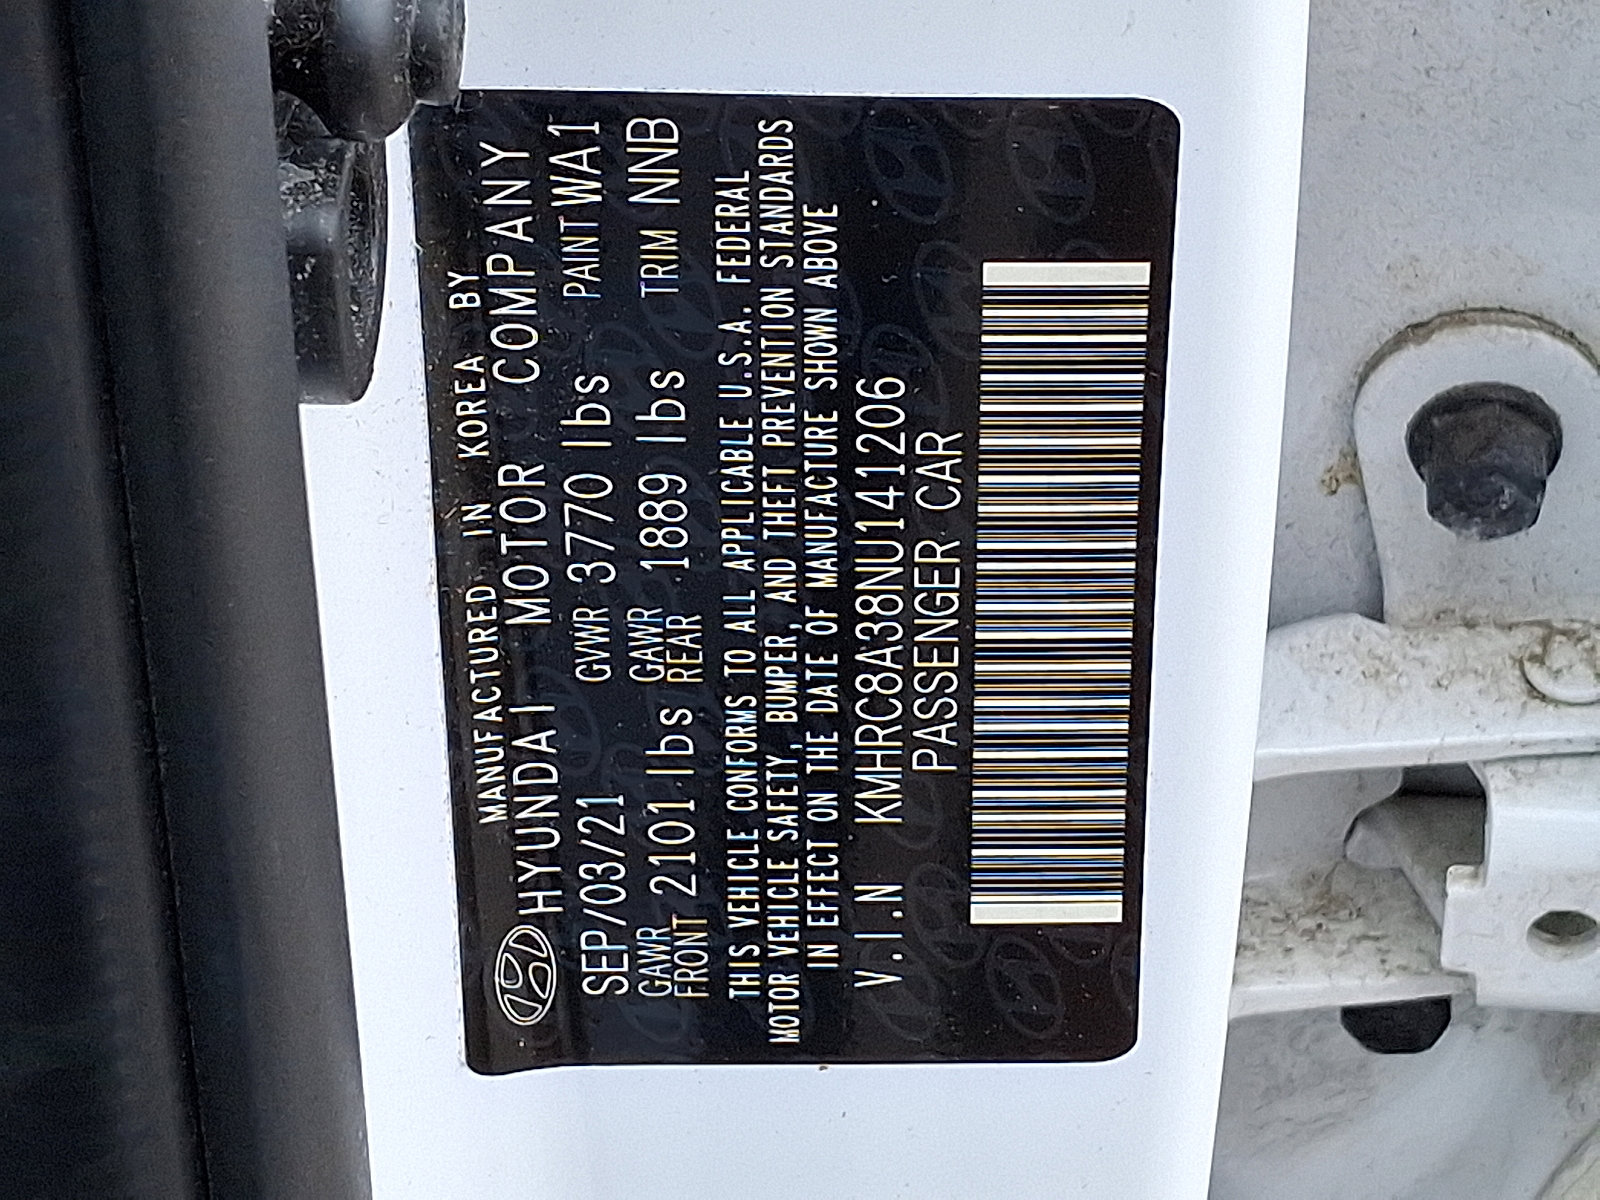 MANUFACTURED IN KOREA BY
HYUNDAI MOTOR COMPANY
SEP/03/21 GVWR 3770 lbs PAINT WA1
GAWR FRONT 2101 lbs GAWR REAR 1889 lbs TRIM NNB
THIS VEHICLE CONFORMS TO ALL APPLICABLE U.S.A. FEDERAL
MOTOR VEHICLE SAFETY, BUMPER, AND THEFT PREVENTION STANDARDS
IN EFFECT ON THE DATE OF MANUFACTURE SHOWN ABOVE
V.I.N KMHRC8A38NU141206
PASSENGER CAR